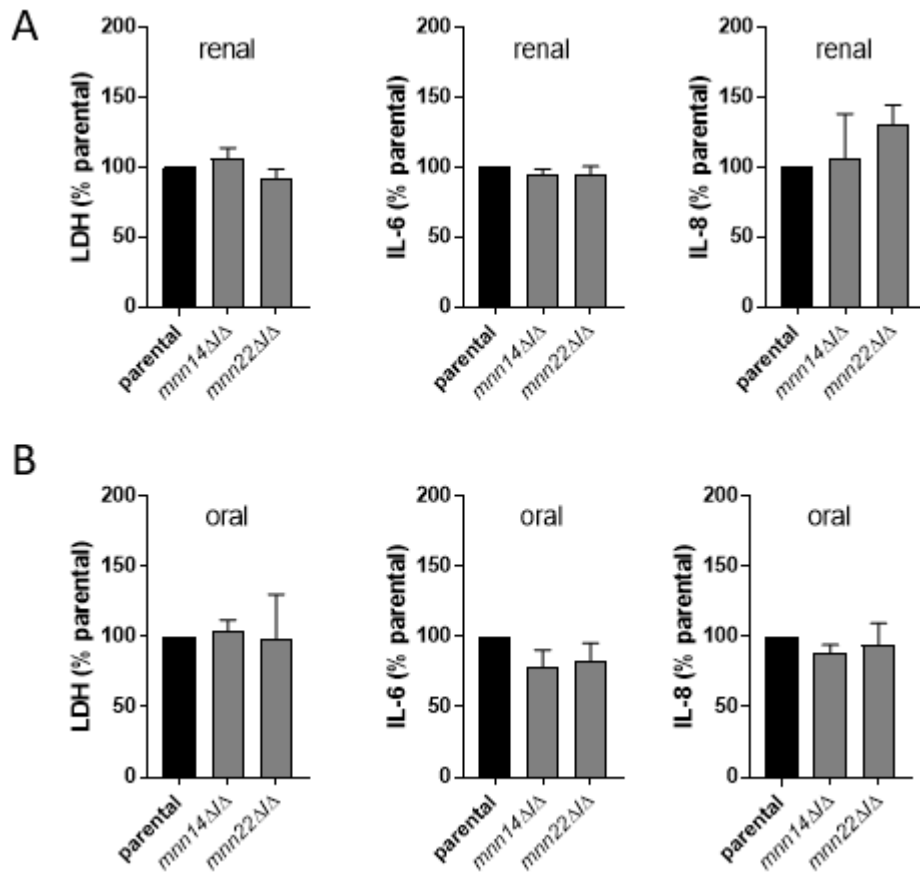 A
renal
LDH (% parental)
200
150
100
50
0
parental
mnn14Δ/Δ
mnn22Δ/Δ
renal
IL-6 (% parental)
200
150
100
50
0
parental
mnn14Δ/Δ
mnn22Δ/Δ
renal
IL-8 (% parental)
200
150
100
50
0
parental
mnn14Δ/Δ
mnn22Δ/Δ
B
oral
LDH (% parental)
200
150
100
50
0
parental
mnn14Δ/Δ
mnn22Δ/Δ
oral
IL-6 (% parental)
200
150
100
50
0
parental
mnn14Δ/Δ
mnn22Δ/Δ
oral
IL-8 (% parental)
200
150
100
50
0
parental
mnn14Δ/Δ
mnn22Δ/Δ